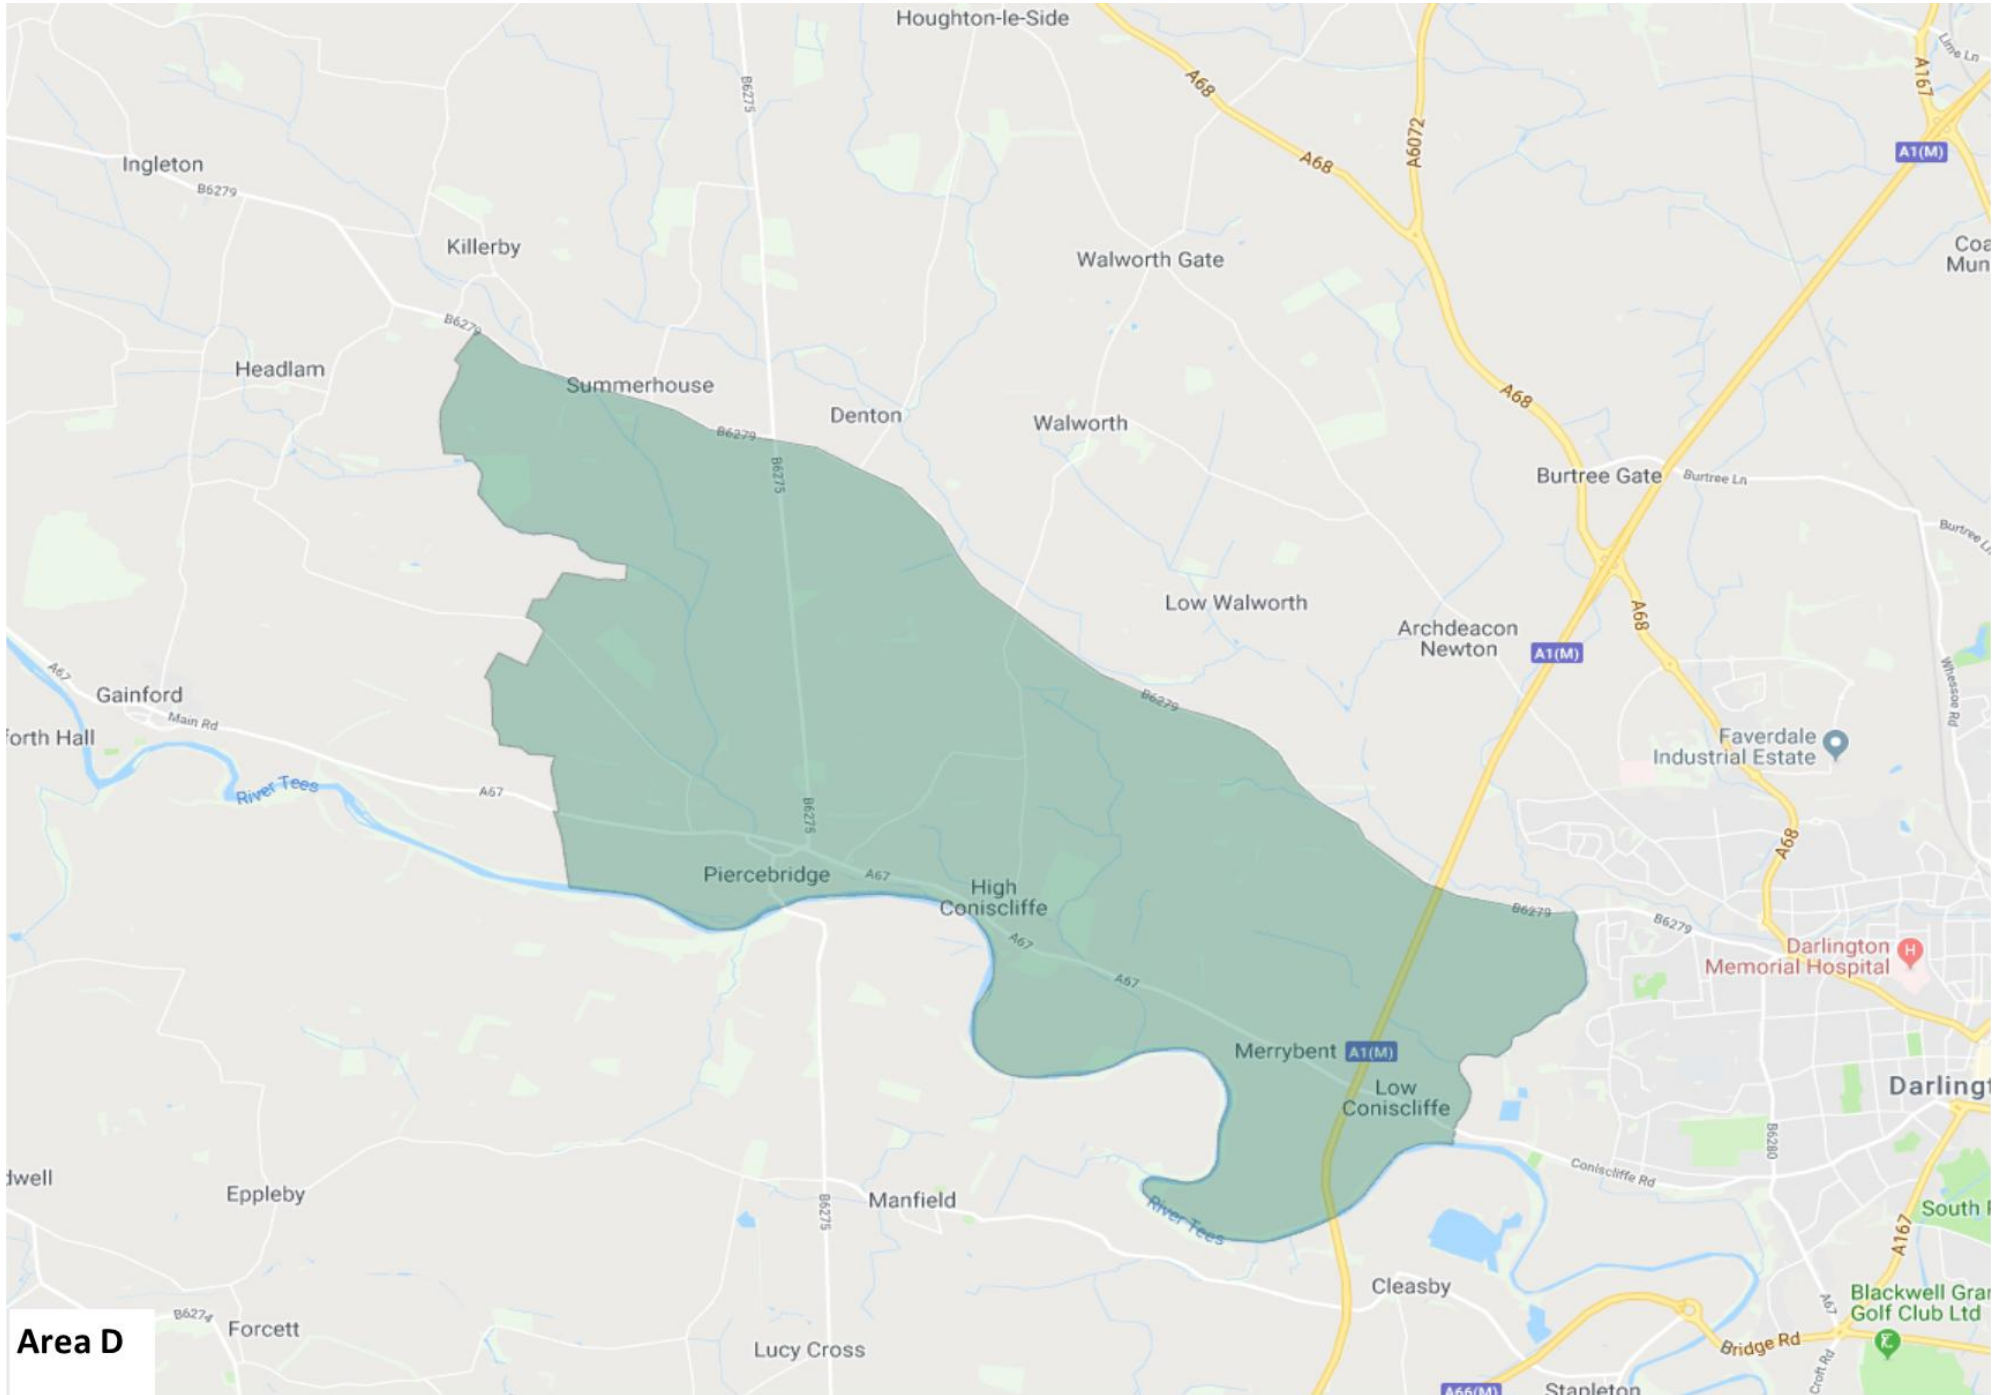 Houghton-le-Side
Lime Ln
A68
A167
B6275
A6072
A68
A1(M)
Ingleton
B6279
Killerby
Walworth Gate
Coa
Mun
B6279
Headlam
Summerhouse
Denton
Walworth
A68
B6279
B6275
Burtree Gate
Burtree Ln
Burtree Ln
Low Walworth
A68
Archdeacon
Newton
A1(M)
A67
Gainford
Main Rd
B6279
Whessoe Rd
forth Hall
Faverdale
Industrial Estate
River Tees
A67
B6275
A68
Piercebridge
A67
High
Coniscliffe
B6279
B6279
A67
Darlington
Memorial Hospital
A67
Merrybent
A1(M)
Low
Coniscliffe
Darlingt
B6280
Coniscliffe Rd
dwell
Eppleby
Manfield
B6275
River Tees
South P
A167
Cleasby
Blackwell Gran
Golf Club Ltd
A67
B6274
Forcett
Lucy Cross
Bridge Rd
Croft Rd
Area D
A66(M)
Stapleton